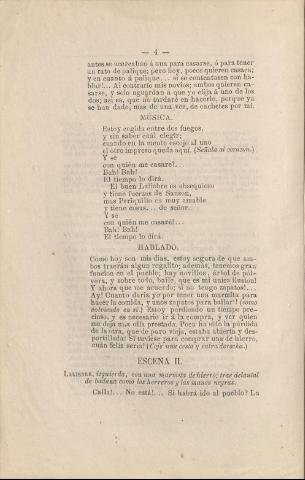 — 4 —
antes se acercaban á una para casarse, ó para tener
un rato de palique; pero hoy, pocos quieren casaca;
y en cuanto á palique... si se contentasen con ha-
blar!... Al contrario mis novios; ambos quieren ca-
sarse, y solo aguardan á que yo elija á uno de los
dos; asi es, que no tardaré en hacerlo, porque ya
se han dado, mas de una vez, de cachetes por mí.
MUSICA.
Estoy cogida entre dos fuegos,
y sin saber cual elegir;
cuando en la mente escojo al uno
el otro impreso queda aquí. (Señala al corazon.)
Y sé
con quién me casaré?..
Bah! Bah!
El tiempo lo dirá.
El buen Laliebre es obsequioso
y tiene fuerzas de Sanson,
mas Periquillo es muy amable
y tiene cosas... de señor.
Y sé
con quién me casaré!...
Bah! Bah!
El tiempo lo dirá.
HABLADO.
Como hoy son mis dias, estoy segura de que am-
bos traerán algun regalito; además, tenemos gran
funcion en el pueblo; hay novillos, árbol de pól-
vora, y sobre todo, baile, que es mi única ilusion!
Y ahora que me acuerdo; si no tengo zapatos!...
Ay! Cuanto daria yo por tener una marmita para
hacer la comida, y unos zapatos para bailar! (Como
volviendo en sí.) Estoy perdiendo un tiempo pre-
cioso, y es necesario ir á la compra, y ver quien
me deja una olla prestada. Poco ha sido la pérdida
de la otra, que de puro vieja, estaba abierta y des-
portillada! Si tuviese para comprar una de hierro,
cuán feliz seria! (Coje una cesta y entra derecha.)
ESCENA II.
LALIEBRE, izquierda, con una marmita de hierro; trae delantal
de badana como los herreros y las manos negras.
Calla!... No está!... Si habrá ido al pueblo? La